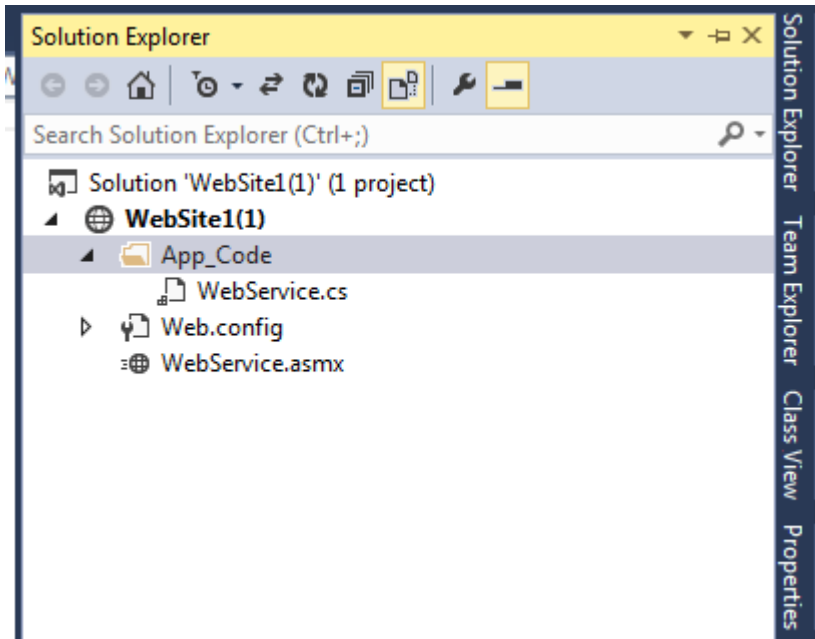 Solution Explorer
Search Solution Explorer (Ctrl+;)
Solution 'WebSite1(1)' (1 project)
WebSite1(1)
App_Code
WebService.cs
Web.config
WebService.asmx
Solution Explorer
Team Explorer
Class View
Properties